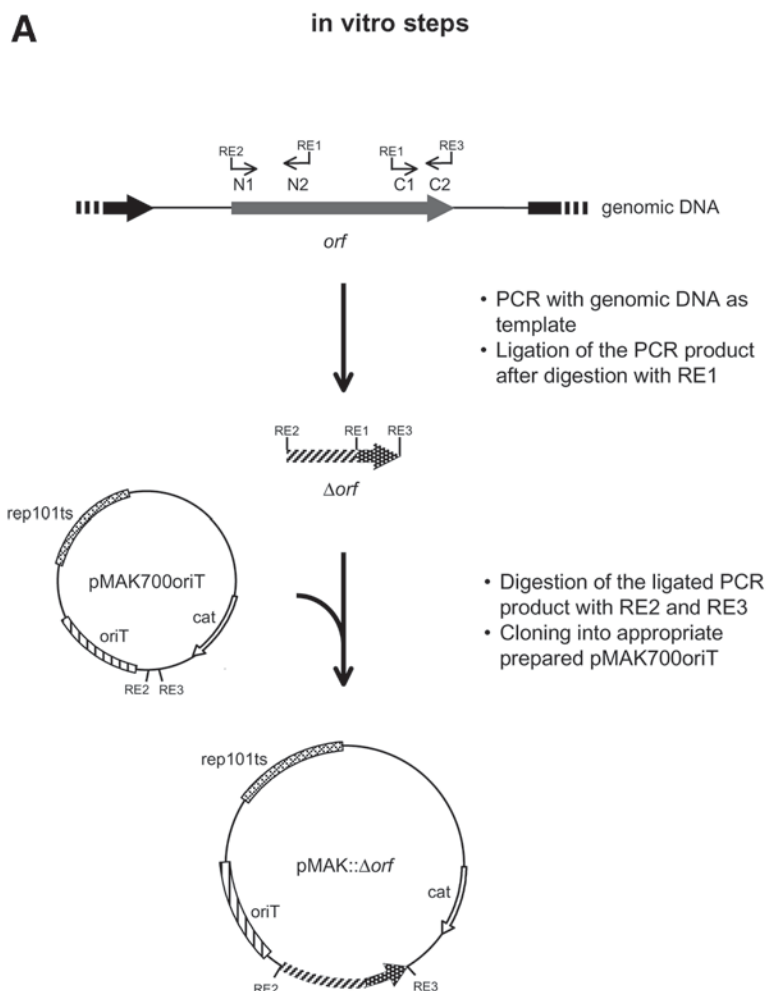 A
in vitro steps
RE2 RE1 RE1 RE3
N1 N2 C1 C2
genomic DNA
orf
• PCR with genomic DNA as
template
• Ligation of the PCR product
after digestion with RE1
RE2 RE1 RE3
Δorf
rep101ts
pMAK700oriT
cat
oriT
RE2 RE3
• Digestion of the ligated PCR
product with RE2 and RE3
• Cloning into appropriate
prepared pMAK700oriT
rep101ts
pMAK::Δorf
cat
oriT
RE2 RE3